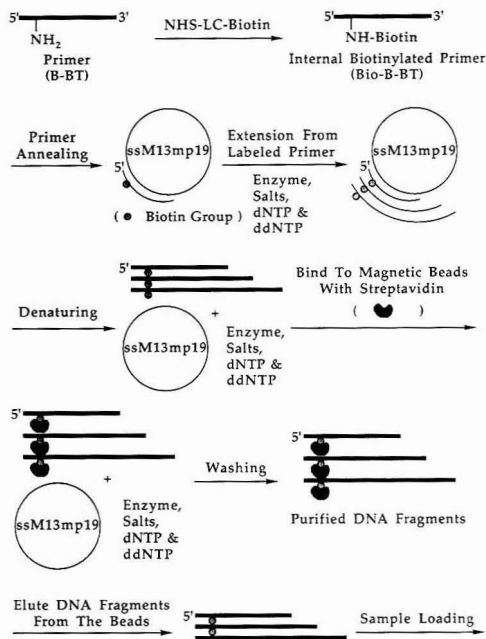 5' 3'
NHS-LC-Biotin
5' 3'
NH2
Primer
(B-BT)
NH-Biotin
Internal Biotinylated Primer
(Bio-B-BT)
Primer
Annealing
5'
ssM13mp19
( Biotin Group )
Extension From
Labeled Primer
Enzyme,
Salts,
dNTP &
ddNTP
5'
ssM13mp19
Denaturing
5'
+
ssM13mp19
Enzyme,
Salts,
dNTP &
ddNTP
Bind To Magnetic Beads
With Streptavidin
( )
5'
+
ssM13mp19
Enzyme,
Salts,
dNTP &
ddNTP
Washing
5'
Purified DNA Fragments
Elute DNA Fragments
From The Beads
5'
Sample Loading